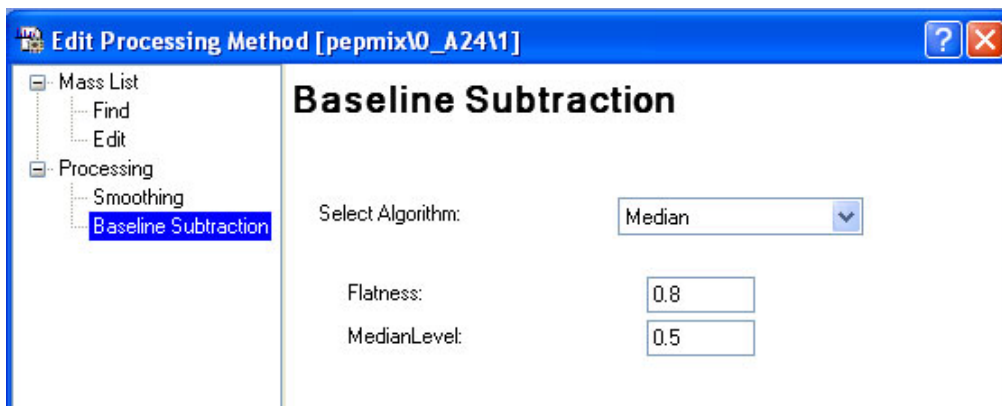 Edit Processing Method [pepmix\0_A24\1]
Mass List
Find
Edit
Processing
Smoothing
Baseline Subtraction
Baseline Subtraction
Select Algorithm:
Median
Flatness:
0.8
MedianLevel:
0.5